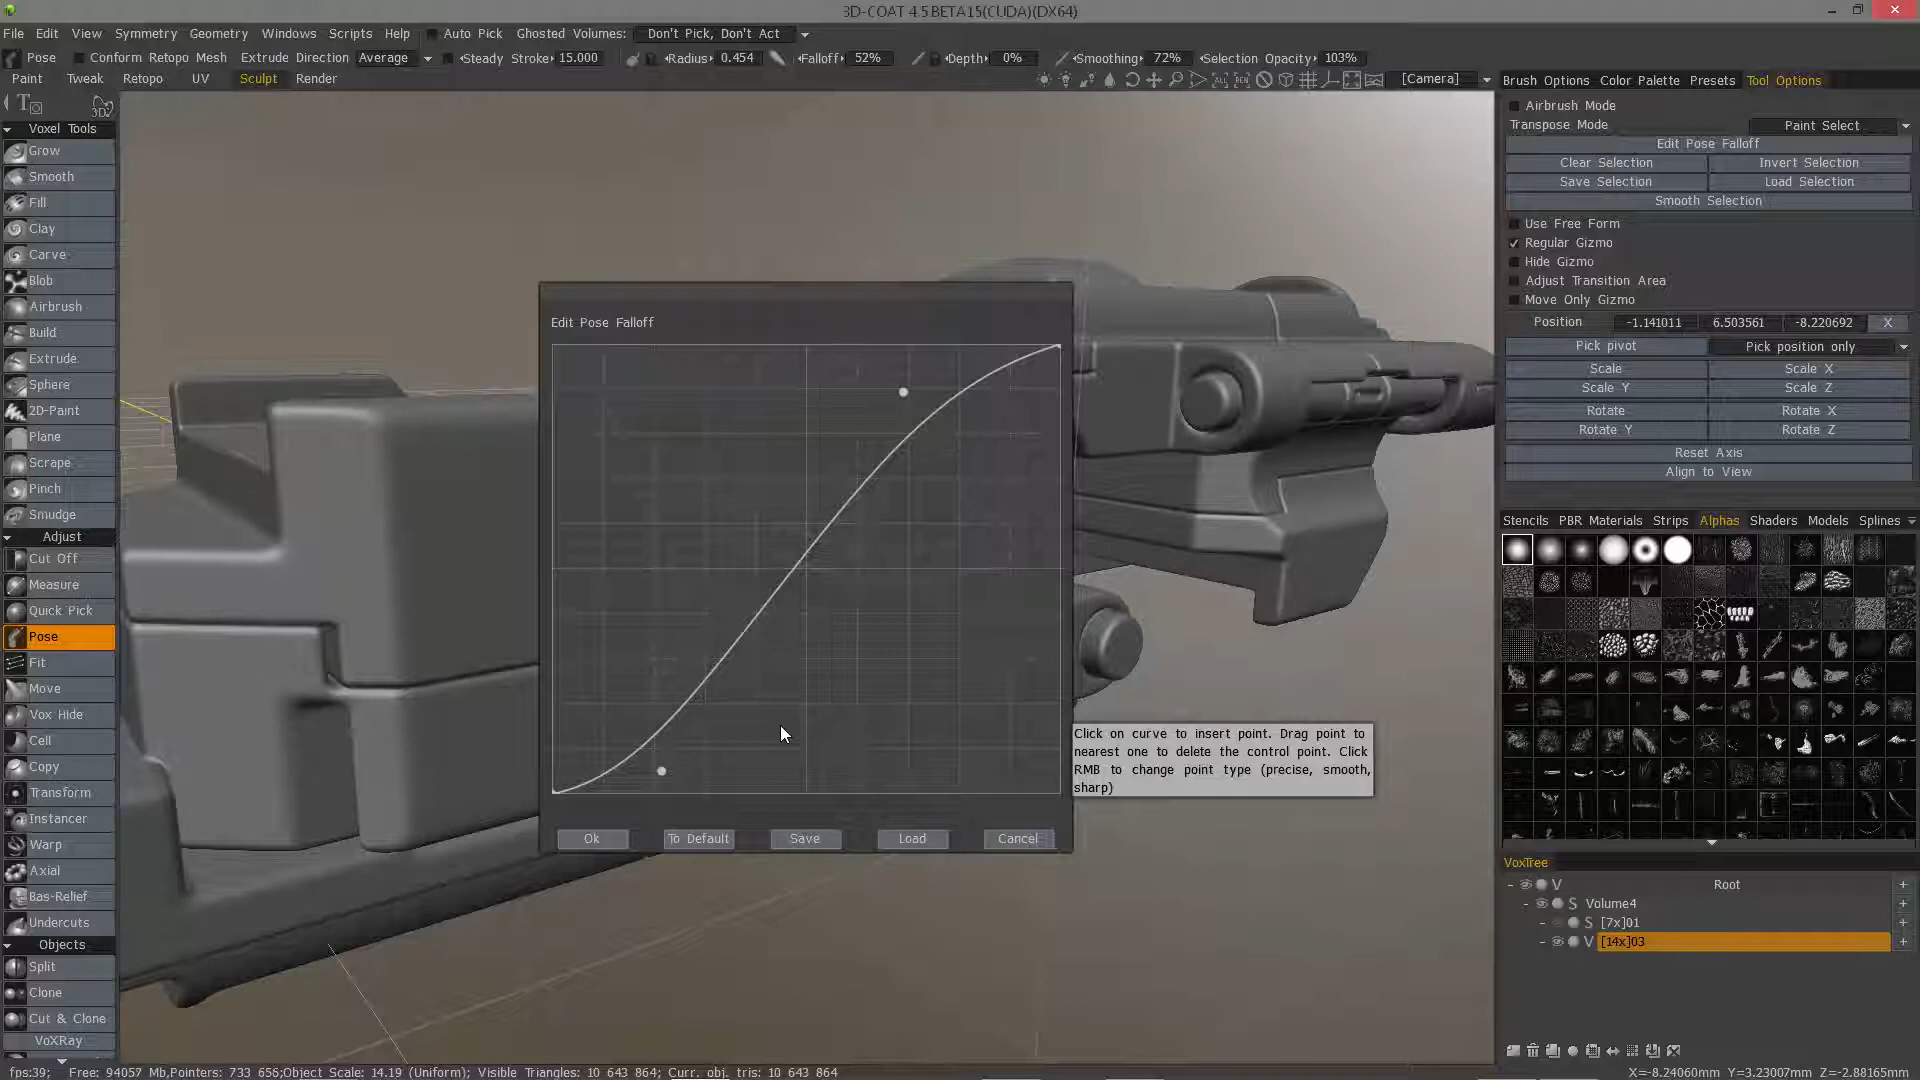 3D-COAT 4.5 BETA15(CUDA)(DX64)
File Edit View Symmetry Geometry Windows Scripts Help Auto Pick Ghosted Volumes: Don't Pick, Don't Act
Pose Conform Retopo Mesh Extrude Direction Average Steady Stroke 15.000 Radius 0.454 Falloff 52% Depth 0% Smoothing 72% Selection Opacity 103%
Paint Tweak Retopo UV Sculpt Render [Camera]
Brush Options Color Palette Presets Tool Options
Voxel Tools
Grow
Smooth
Fill
Clay
Carve
Blob
Airbrush
Build
Extrude
Sphere
2D-Paint
Plane
Scrape
Pinch
Smudge
Adjust
Cut Off
Measure
Quick Pick
Pose
Fit
Move
Vox Hide
Cell
Copy
Transform
Instancer
Warp
Axial
Bas-Relief
Undercuts
Objects
Split
Clone
Cut & Clone
VoXRay
Edit Pose Falloff
Ok To Default Save Load Cancel
Click on curve to insert point. Drag point to
nearest one to delete the control point. Click
RMB to change point type (precise, smooth,
sharp)
Airbrush Mode
Transpose Mode Paint Select
Edit Pose Falloff
Clear Selection Invert Selection
Save Selection Load Selection
Smooth Selection
Use Free Form
Regular Gizmo
Hide Gizmo
Adjust Transition Area
Move Only Gizmo
Position -1.141011 6.503561 -8.220692 X
Pick pivot Pick position only
Scale Scale X
Scale Y Scale Z
Rotate Rotate X
Rotate Y Rotate Z
Reset Axis
Align to View
Stencils PBR Materials Strips Alphas Shaders Models Splines
VoxTree
V Root +
S Volume4 +
S [7x]01 +
V [14x]03 +
fps:39; Free: 94057 Mb,Pointers: 733 656;Object Scale: 14.19 (Uniform); Visible Triangles: 10 643 864; Curr. obj. tris: 10 643 864
X=-8.24060mm Y=3.23007mm Z=-2.88165mm